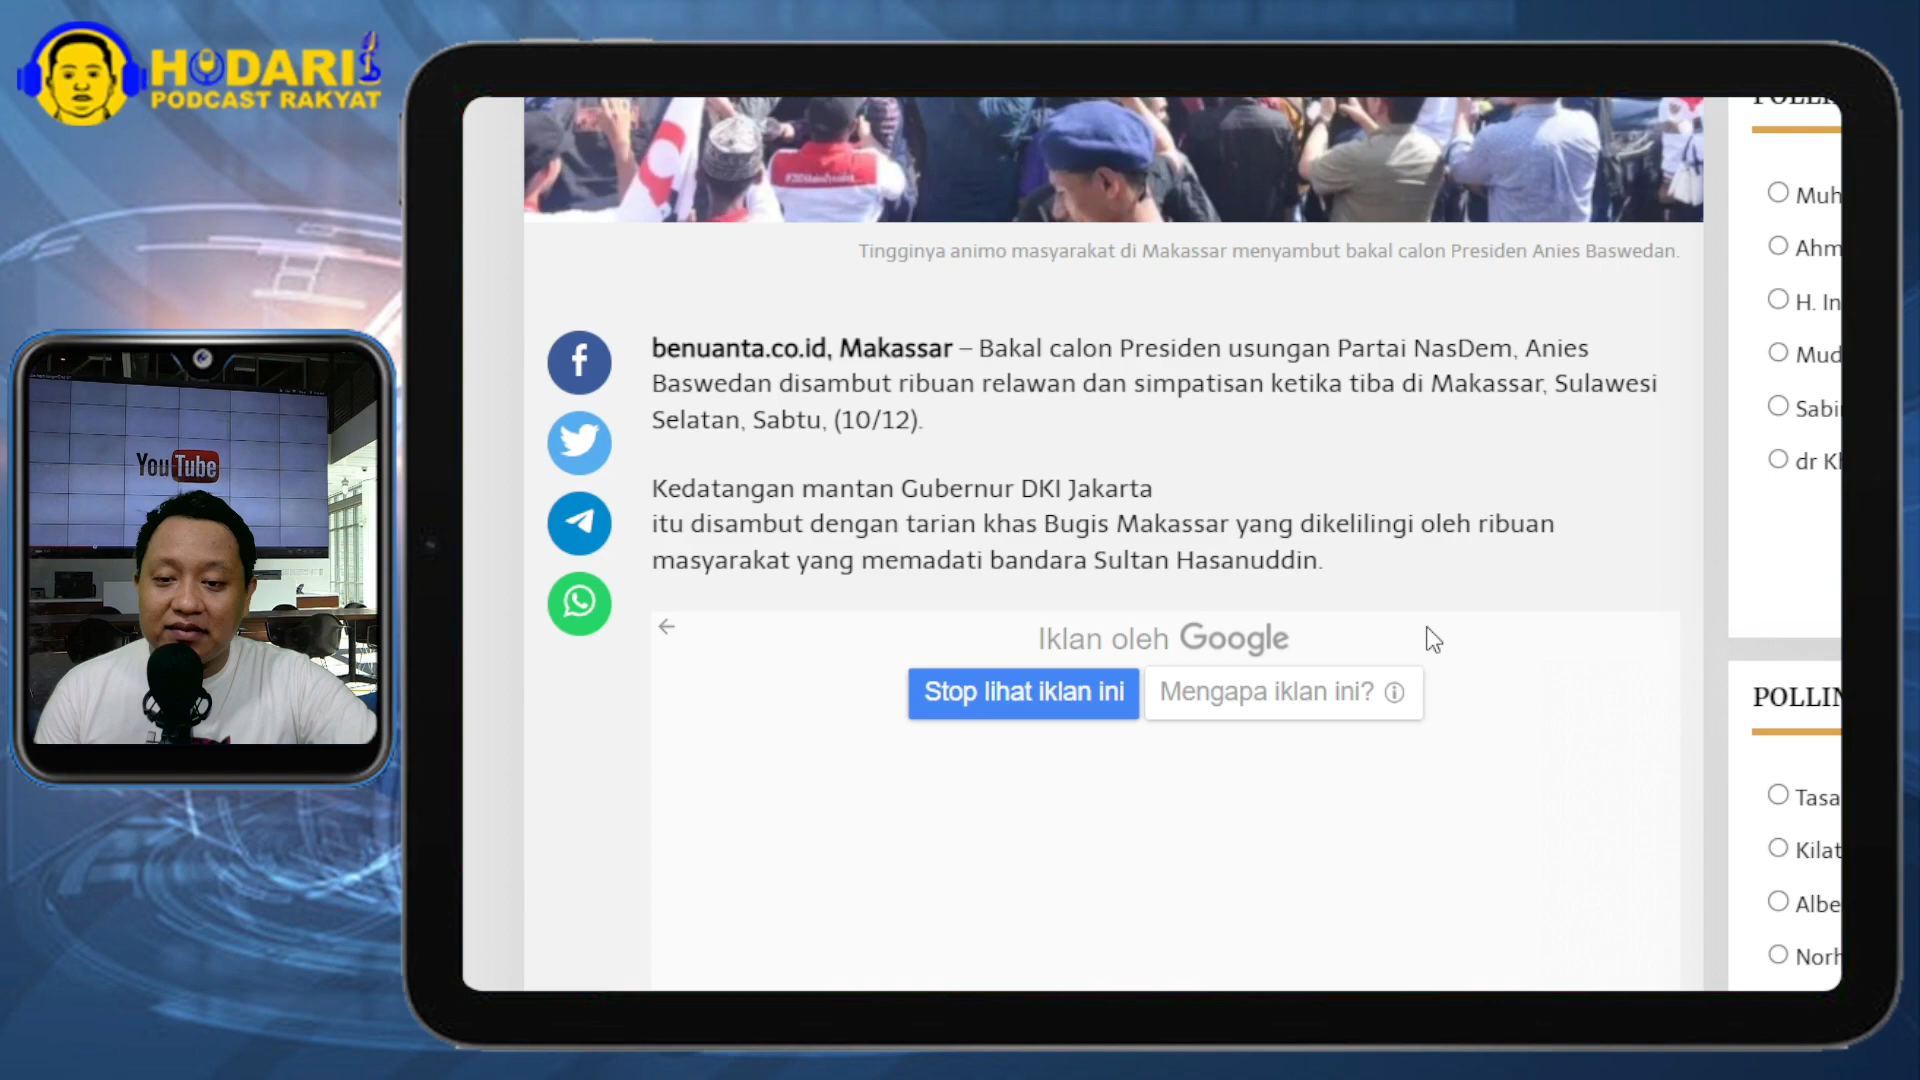 HODARI
PODCAST RAKYAT
YouTube
Tingginya animo masyarakat di Makassar menyambut bakal calon Presiden Anies Baswedan.
benuanta.co.id, Makassar – Bakal calon Presiden usungan Partai NasDem, Anies
Baswedan disambut ribuan relawan dan simpatisan ketika tiba di Makassar, Sulawesi
Selatan, Sabtu, (10/12).
Kedatangan mantan Gubernur DKI Jakarta
itu disambut dengan tarian khas Bugis Makassar yang dikelilingi oleh ribuan
masyarakat yang memadati bandara Sultan Hasanuddin.
Iklan oleh Google
Stop lihat iklan ini
Mengapa iklan ini?
Muh
Ahm
H. In
Mud
Sabi
dr Kh
POLLIN
Tasa
Kilat
Albe
Norh